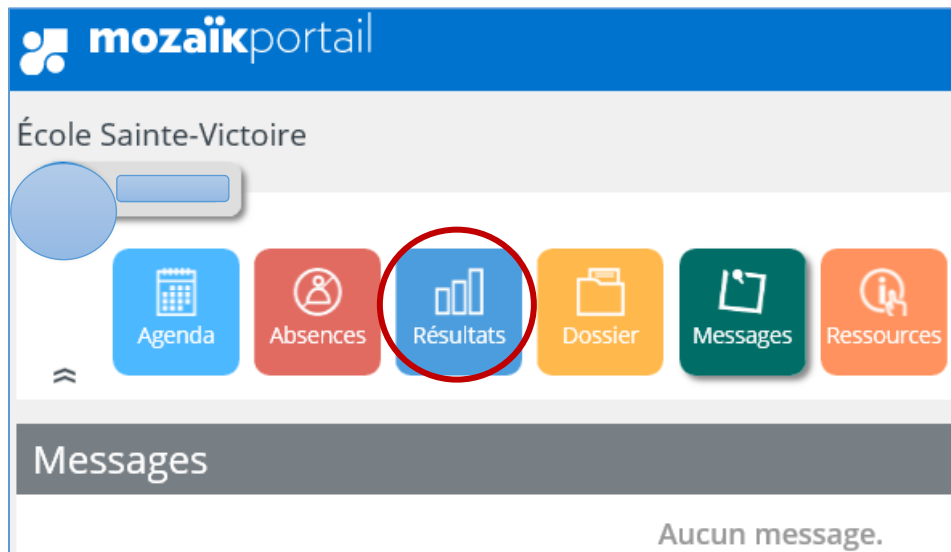 mozaïkportail
École Sainte-Victoire
Agenda
Absences
Résultats
Dossier
Messages
Ressources
Messages
Aucun message.